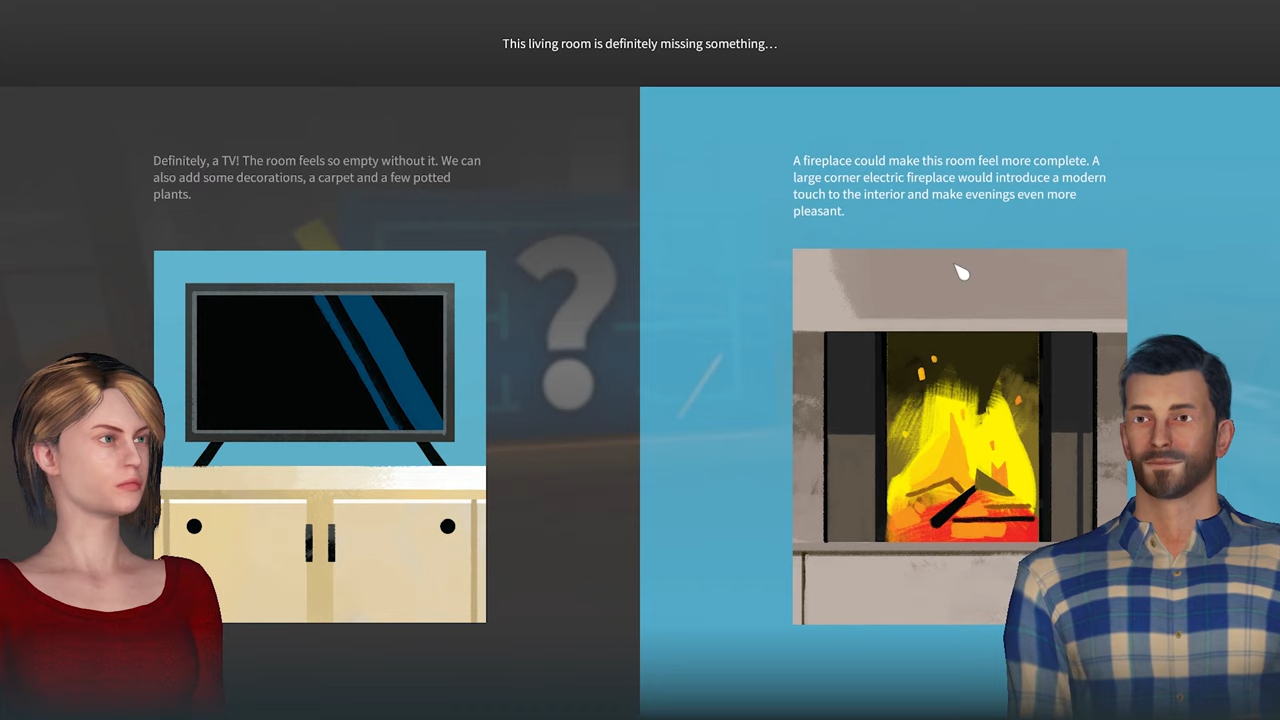 This living room is definitely missing something...
Definitely, a TV! The room feels so empty without it. We can
also add some decorations, a carpet and a few potted
plants.
?
A fireplace could make this room feel more complete. A
large corner electric fireplace would introduce a modern
touch to the interior and make evenings even more
pleasant.